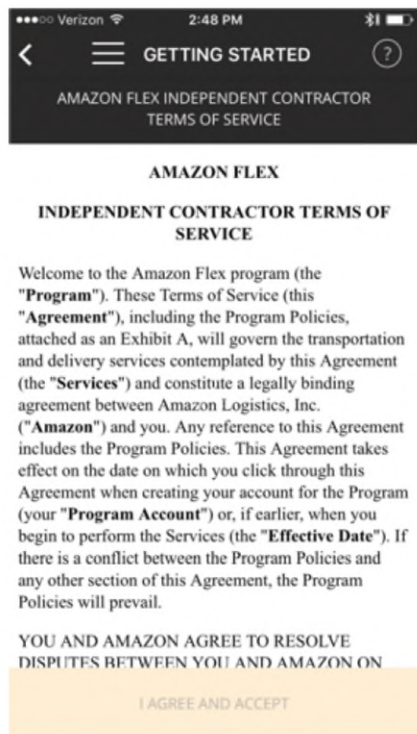 Verizon 2:48 PM
GETTING STARTED ?
AMAZON FLEX INDEPENDENT CONTRACTOR
TERMS OF SERVICE
AMAZON FLEX
INDEPENDENT CONTRACTOR TERMS OF
SERVICE
Welcome to the Amazon Flex program (the
"Program"). These Terms of Service (this
"Agreement"), including the Program Policies,
attached as an Exhibit A, will govern the transportation
and delivery services contemplated by this Agreement
(the "Services") and constitute a legally binding
agreement between Amazon Logistics, Inc.
("Amazon") and you. Any reference to this Agreement
includes the Program Policies. This Agreement takes
effect on the date on which you click through this
Agreement when creating your account for the Program
(your "Program Account") or, if earlier, when you
begin to perform the Services (the "Effective Date"). If
there is a conflict between the Program Policies and
any other section of this Agreement, the Program
Policies will prevail.
YOU AND AMAZON AGREE TO RESOLVE
DISPUTES BETWEEN YOU AND AMAZON ON
I AGREE AND ACCEPT